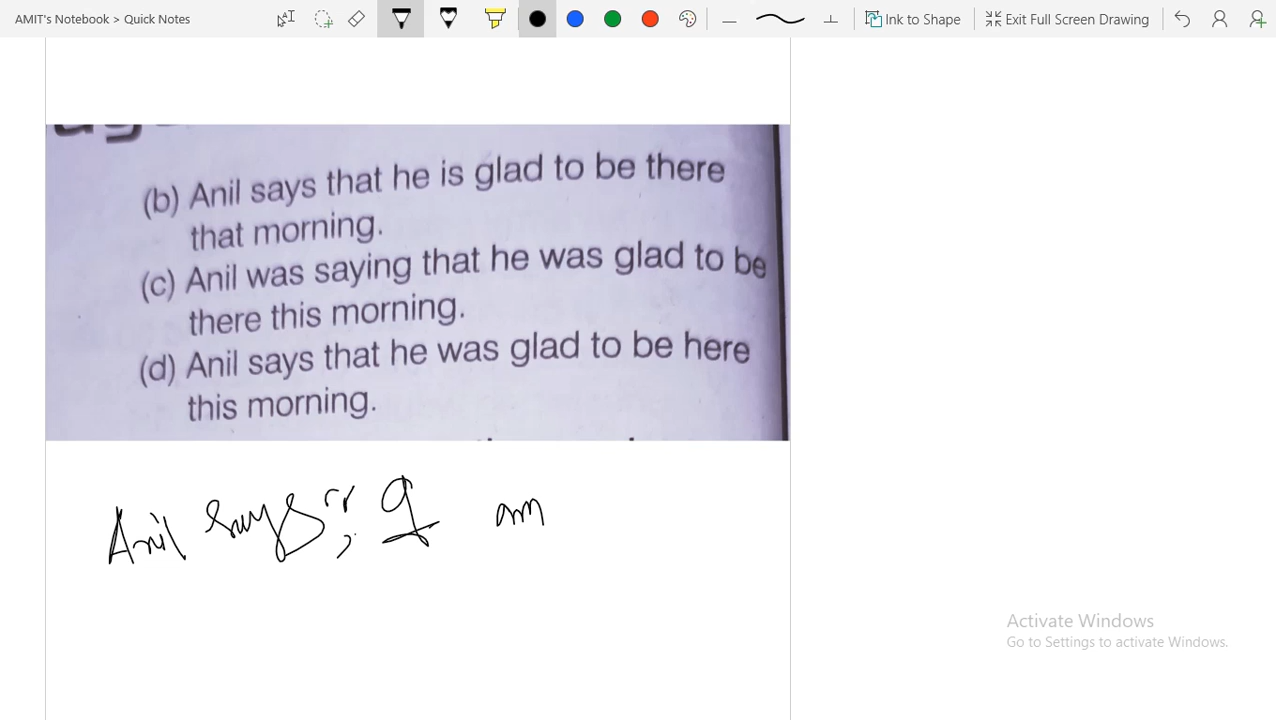 AMIT's Notebook > Quick Notes
Ink to Shape
Exit Full Screen Drawing
(b) Anil says that he is glad to be there
that morning.
(c) Anil was saying that he was glad to be
there this morning.
(d) Anil says that he was glad to be here
this morning.
Anil says, "I am
Activate Windows
Go to Settings to activate Windows.